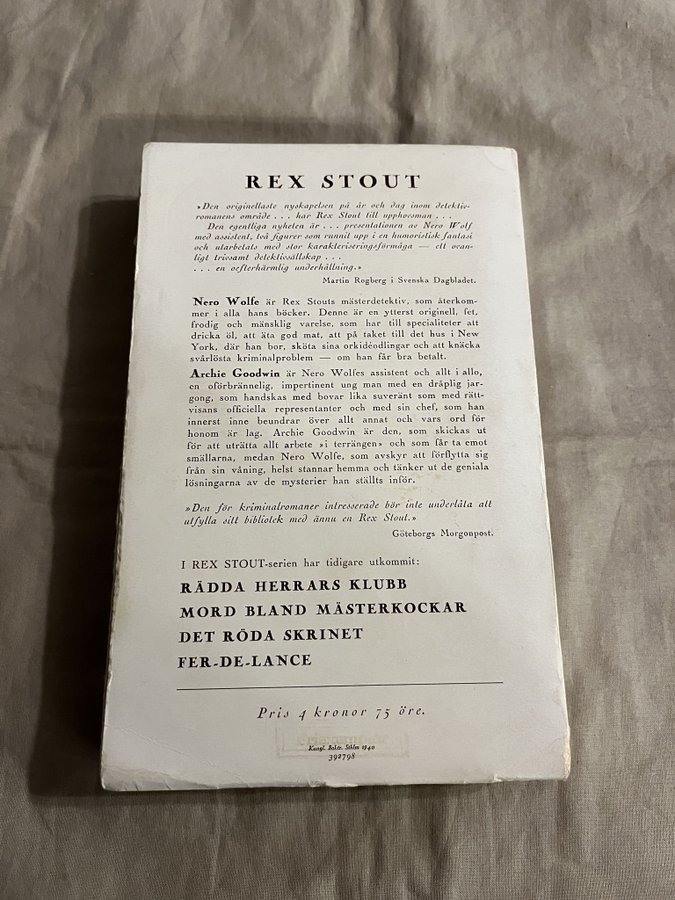 REX STOUT
»Den originellaste nyskapelsen på år och dag inom detektiv-
romanens område . . . har Rex Stout till upphovsman . . .
Den egentliga nyheten är . . . presentationen av Nero Wolf
med assistent, två figurer som runnit upp i en humoristisk fantasi
och utarbetats med stor karakteriseringsförmåga — ett ovan-
ligt trivsamt detektivsällskap . . .
. . . en oefterhärmlig underhållning.»
Martin Rogberg i Svenska Dagbladet.
Nero Wolfe är Rex Stouts mästerdetektiv, som återkom-
mer i alla hans böcker. Denne är en ytterst originell, fet,
frodig och mänsklig varelse, som har till specialiteter att
dricka öl, att äta god mat, att på taket till det hus i New
York, där han bor, sköta sina orkidéodlingar och att knäcka
svårlösta kriminalproblem — om han får bra betalt.
Archie Goodwin är Nero Wolfes assistent och allt i allo,
en oförbrännelig, impertinent ung man med en dräplig jar-
gong, som handskas med bovar lika suveränt som med rätt-
visans officiella representanter och med sin chef, som han
innerst inne beundrar över allt annat och vars ord för
honom är lag. Archie Goodwin är den, som skickas ut
för att uträtta allt arbete »i terrängen» och som får ta emot
smällarna, medan Nero Wolfe, som avskyr att förflytta sig
från sin våning, helst stannar hemma och tänker ut de geniala
lösningarna av de mysterier han ställts inför.
»Den för kriminalromaner intresserade bör inte underlåta att
utfylla sitt bibliotek med ännu en Rex Stout.»
Göteborgs Morgonpost.
I REX STOUT-serien har tidigare utkommit:
RÄDDA HERRARS KLUBB
MORD BLAND MÄSTERKOCKAR
DET RÖDA SKRINET
FER-DE-LANCE
Pris 4 kronor 75 öre.
Kungl. Boktr. Sthlm 1940
392798